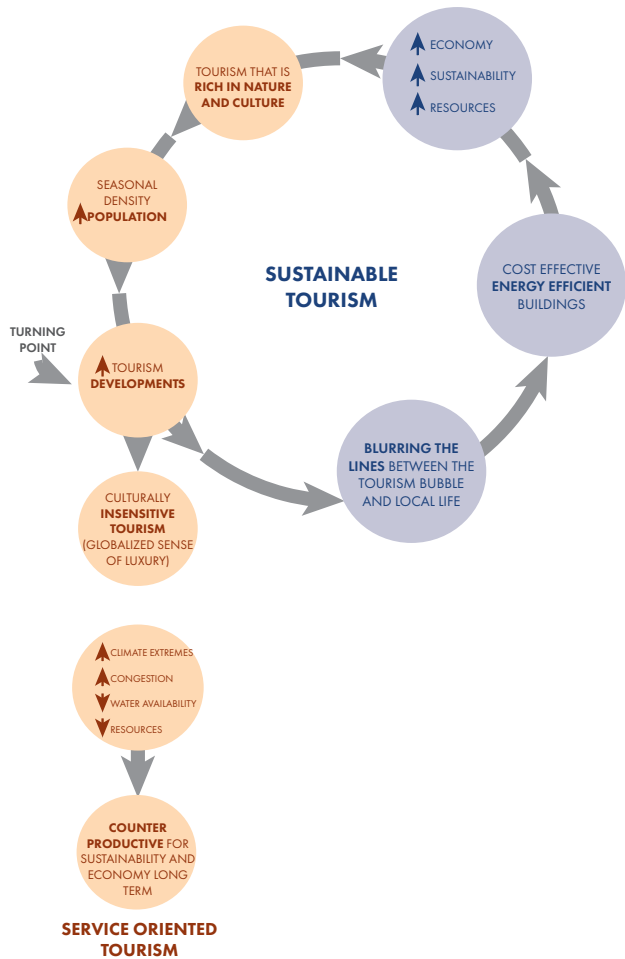 ECONOMY
SUSTAINABILITY
RESOURCES
TOURISM THAT IS
RICH IN NATURE
AND CULTURE
SEASONAL
DENSITY
POPULATION
SUSTAINABLE
TOURISM
COST EFFECTIVE
ENERGY EFFICIENT
BUILDINGS
TURNING
POINT
TOURISM
DEVELOPMENTS
BLURRING THE
LINES BETWEEN THE
TOURISM BUBBLE
AND LOCAL LIFE
CULTURALLY
INSENSITIVE
TOURISM
(GLOBALIZED SENSE
OF LUXURY)
CLIMATE EXTREMES
CONGESTION
WATER AVAILABILITY
RESOURCES
COUNTER
PRODUCTIVE FOR
SUSTAINABILITY AND
ECONOMY LONG
TERM
SERVICE ORIENTED
TOURISM